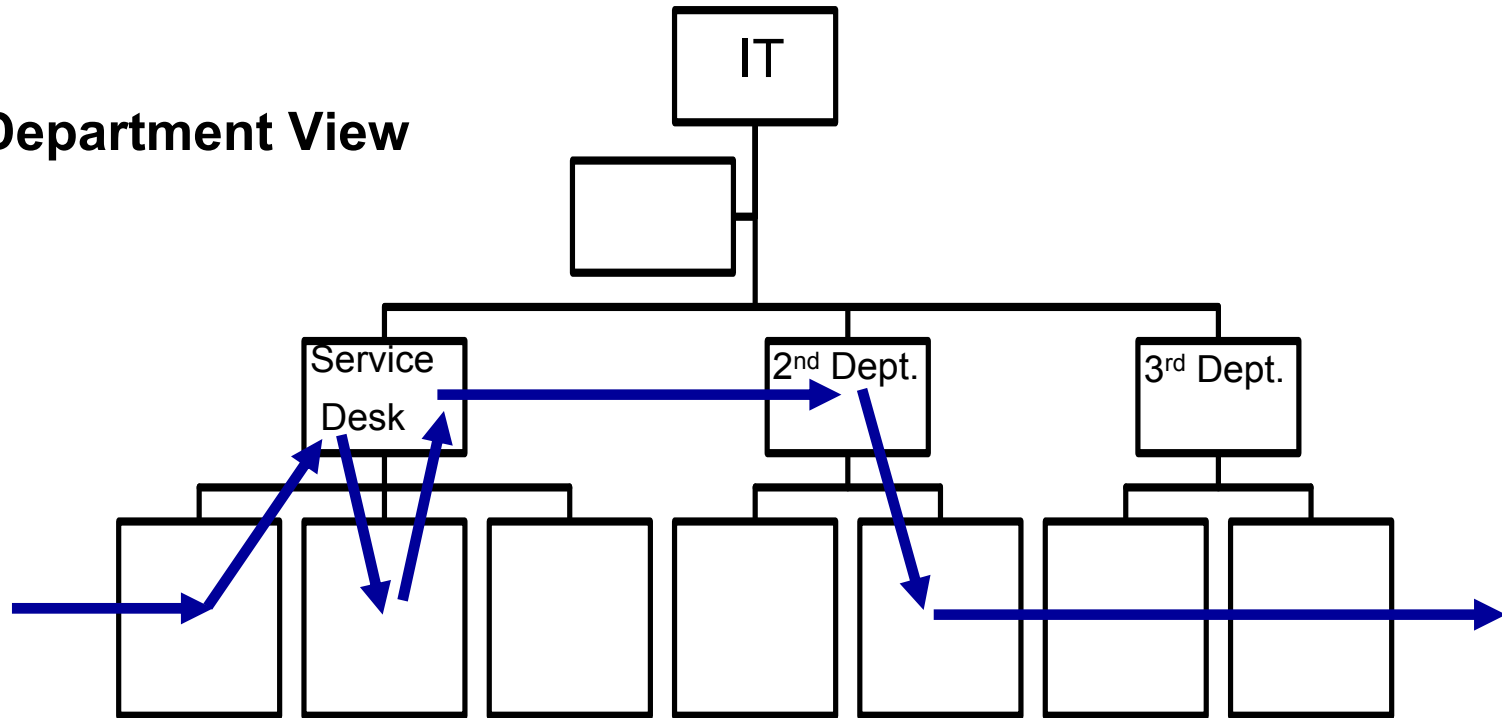 IT
Department View
Service
Desk
2nd Dept.
3rd Dept.